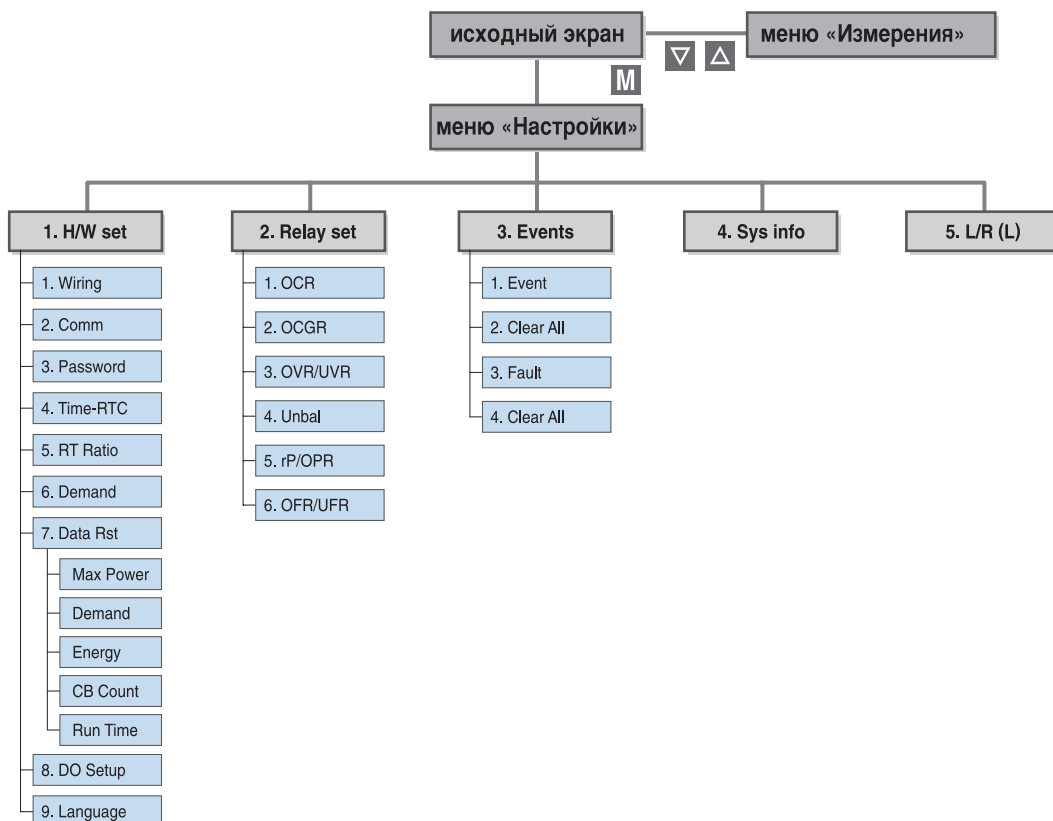 исходный экран
меню «Измерения»
M
меню «Настройки»
1. H/W set
2. Relay set
3. Events
4. Sys info
5. L/R (L)
1. Wiring
2. Comm
3. Password
4. Time-RTC
5. RT Ratio
6. Demand
7. Data Rst
Max Power
Demand
Energy
CB Count
Run Time
8. DO Setup
9. Language
1. OCR
2. OCGR
3. OVR/UVR
4. Unbal
5. rP/OPR
6. OFR/UFR
1. Event
2. Clear All
3. Fault
4. Clear All